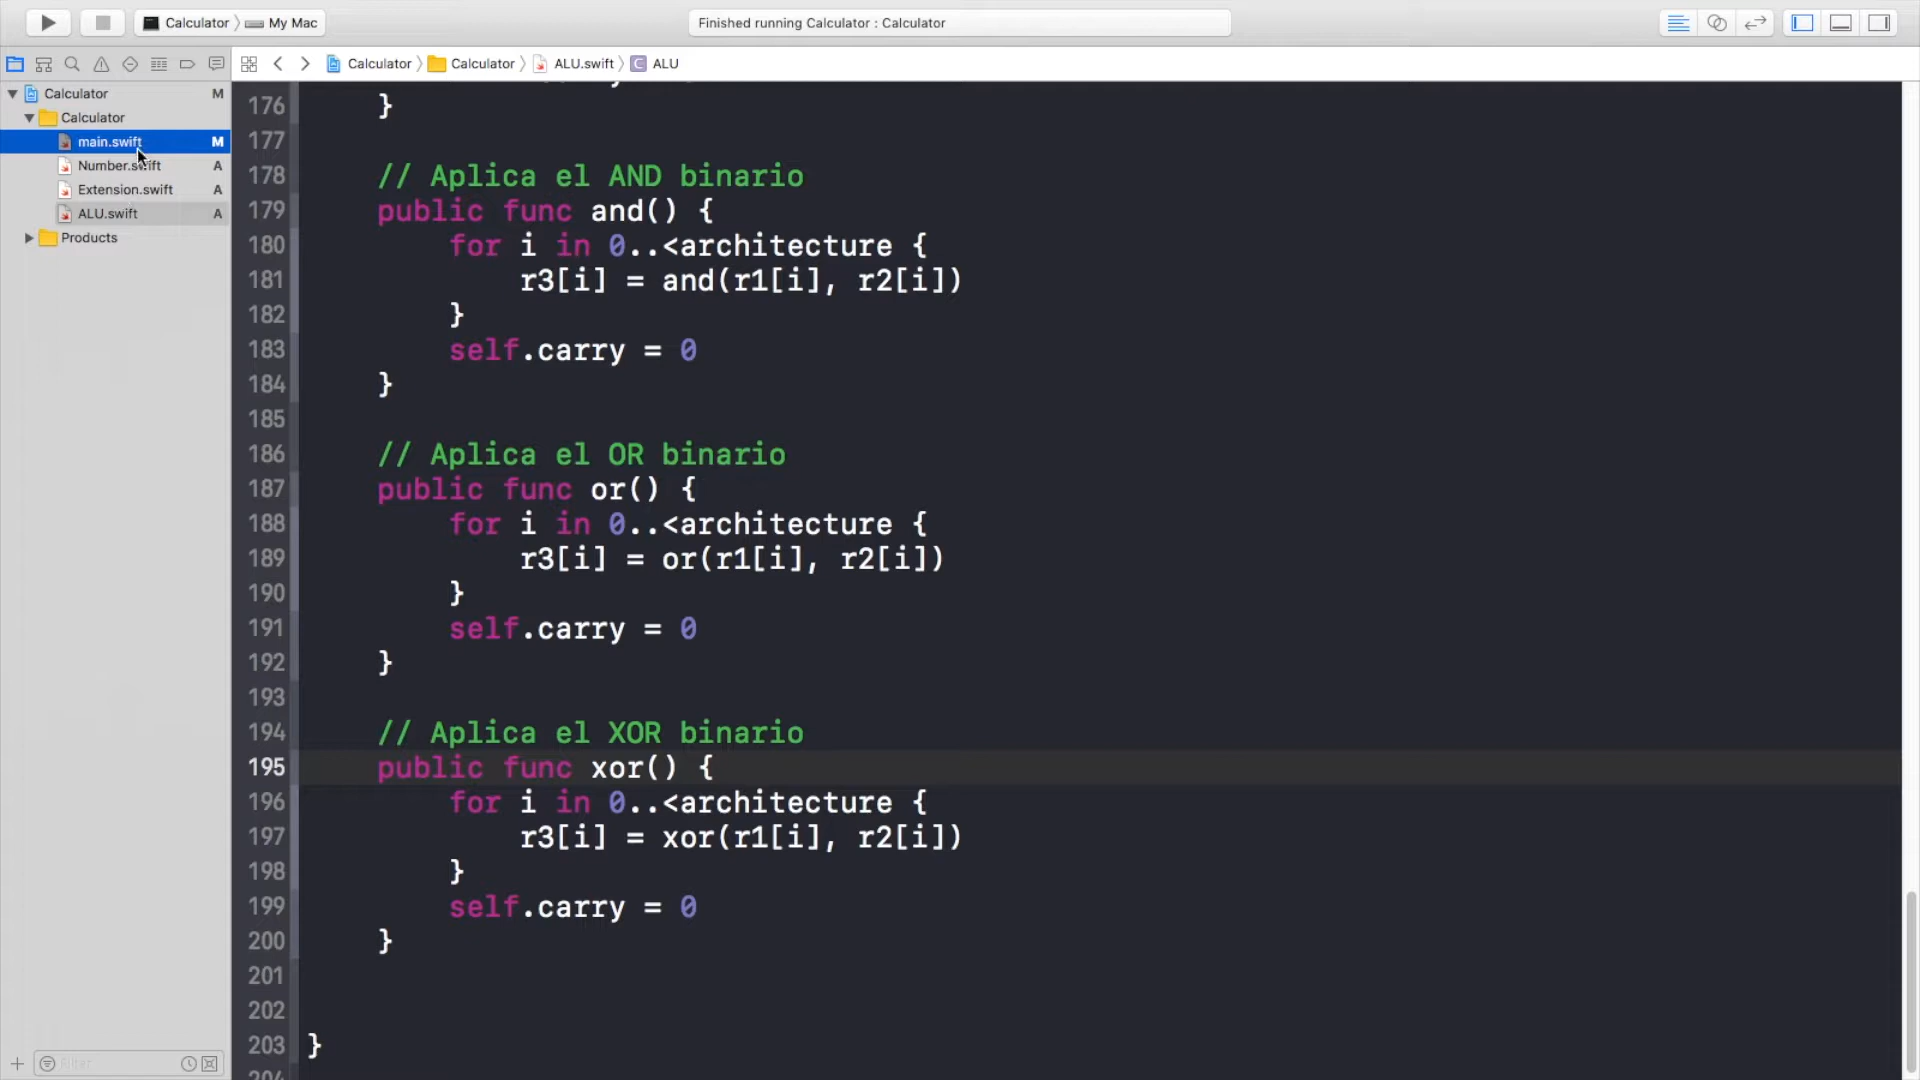 Calculator
My Mac
Finished running Calculator : Calculator
Calculator
Calculator
ALU.swift
C
ALU
Calculator
M
Calculator
main.swift
M
Number.swift
A
Extension.swift
A
ALU.swift
A
Products
Filter
176 }
177
178 // Aplica el AND binario
179 public func and() {
180 for i in 0..<architecture {
181 r3[i] = and(r1[i], r2[i])
182 }
183 self.carry = 0
184 }
185
186 // Aplica el OR binario
187 public func or() {
188 for i in 0..<architecture {
189 r3[i] = or(r1[i], r2[i])
190 }
191 self.carry = 0
192 }
193
194 // Aplica el XOR binario
195 public func xor() {
196 for i in 0..<architecture {
197 r3[i] = xor(r1[i], r2[i])
198 }
199 self.carry = 0
200 }
201
202
203 }